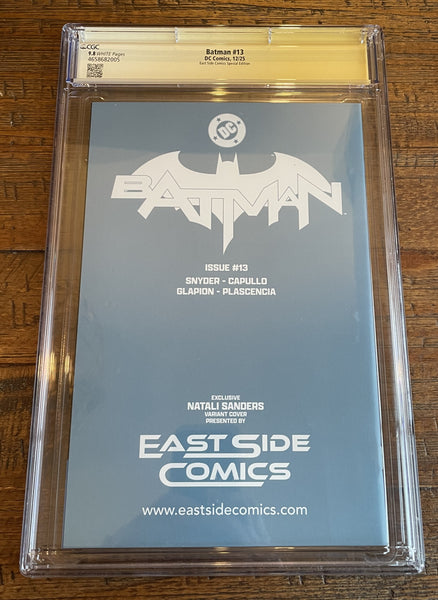 CGC
9.8 WHITE Pages
4658682005
Batman #13
DC Comics, 12/25
East Side Comics Special Edition
DC
BATMAN
ISSUE #13
SNYDER - CAPULLO
GLAPION - PLASCENCIA
EXCLUSIVE
NATALI SANDERS
VARIANT COVER
PRESENTED BY
EAST SIDE
COMICS
www.eastsidecomics.com